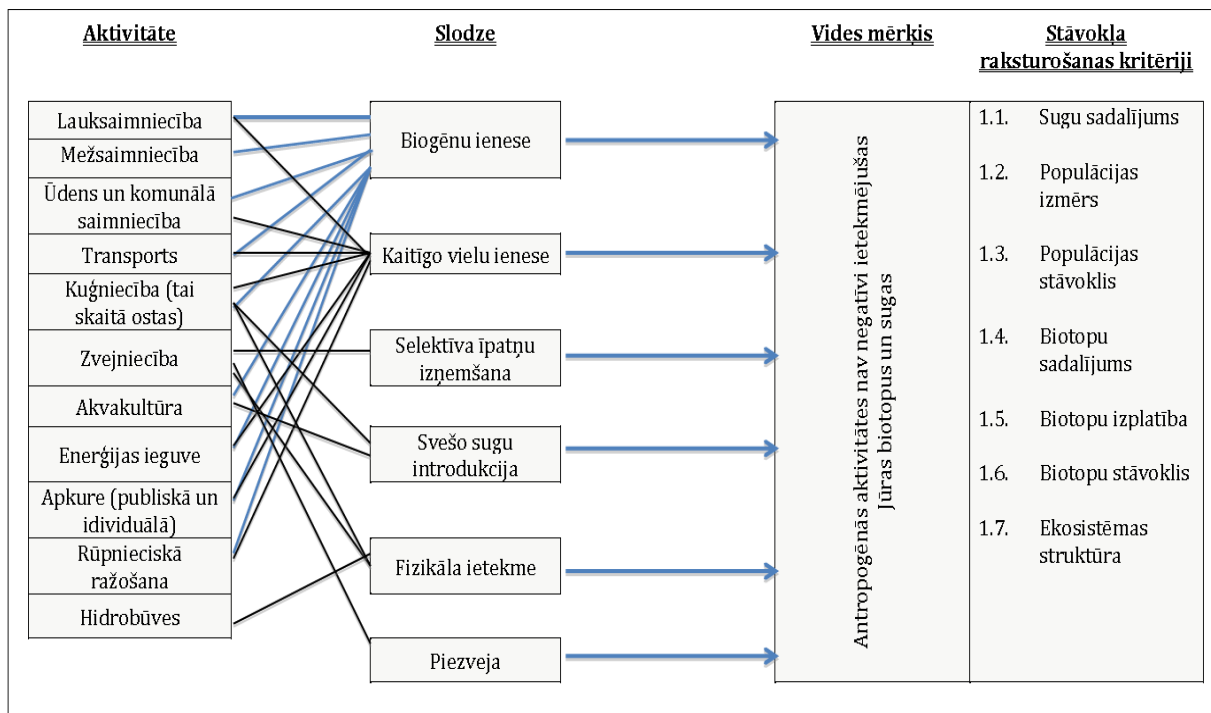 Aktivitāte
Lauksaimniecība
Mežsaimniecība
Ūdens un komunālā
saimniecība
Transports
Kuģniecība (tai
skaitā ostas)
Zvejniecība
Akvakultūra
Enerģijas ieguve
Apkure (publiskā un
idividuālā)
Rūpnieciskā
ražošana
Hidrobūves
Slodze
Biogēnu ienese
Kaitīgo vielu ienese
Selektīva īpatņu
izņemšana
Svešo sugu
introdukcija
Fizikāla ietekme
Piezveja
Vides mērķis
Antropogēnās aktivitātes nav negatīvi ietekmējušas
Jūras biotopus un sugas
Stāvokļa
raksturošanas kritēriji
1.1. Sugu sadalījums
1.2. Populācijas
izmērs
1.3. Populācijas
stāvoklis
1.4. Biotopu
sadalījums
1.5. Biotopu izplatība
1.6. Biotopu stāvoklis
1.7. Ekosistēmas
struktūra